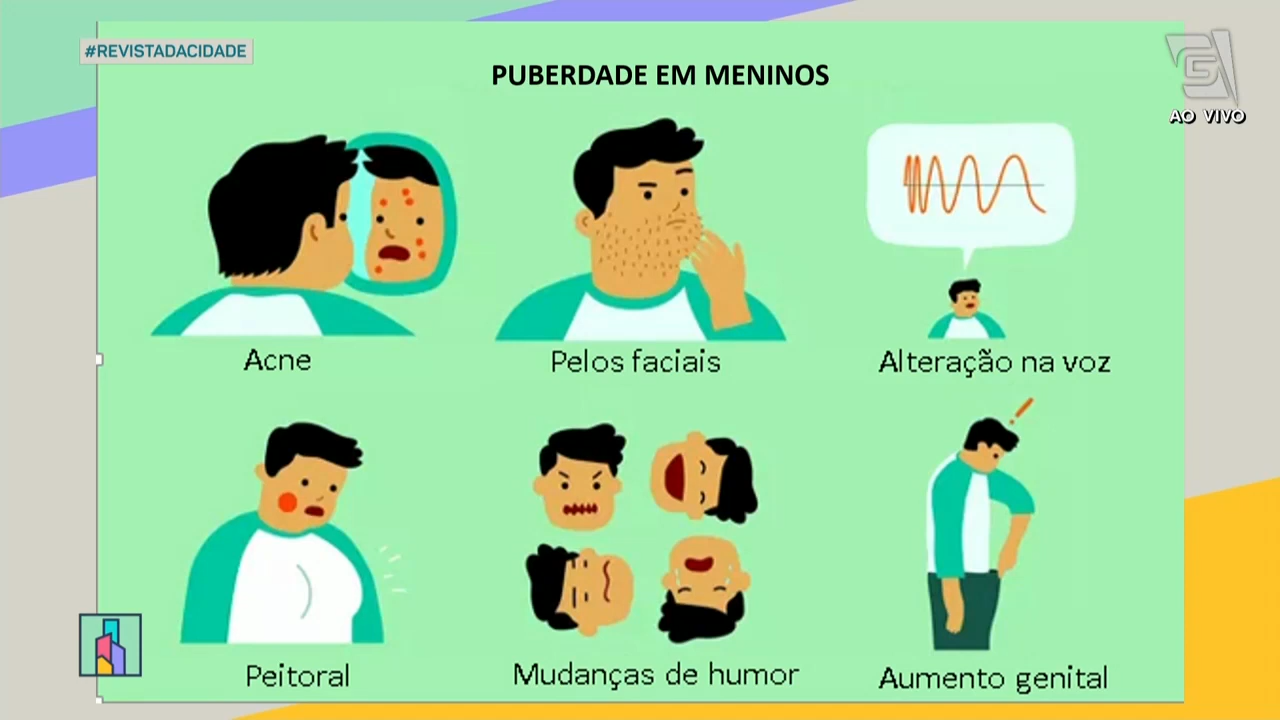 #REVISTADACIDADE
PUBERDADE EM MENINOS
AO VIVO
Acne
Pelos faciais
Alteração na voz
Peitoral
Mudanças de humor
Aumento genital